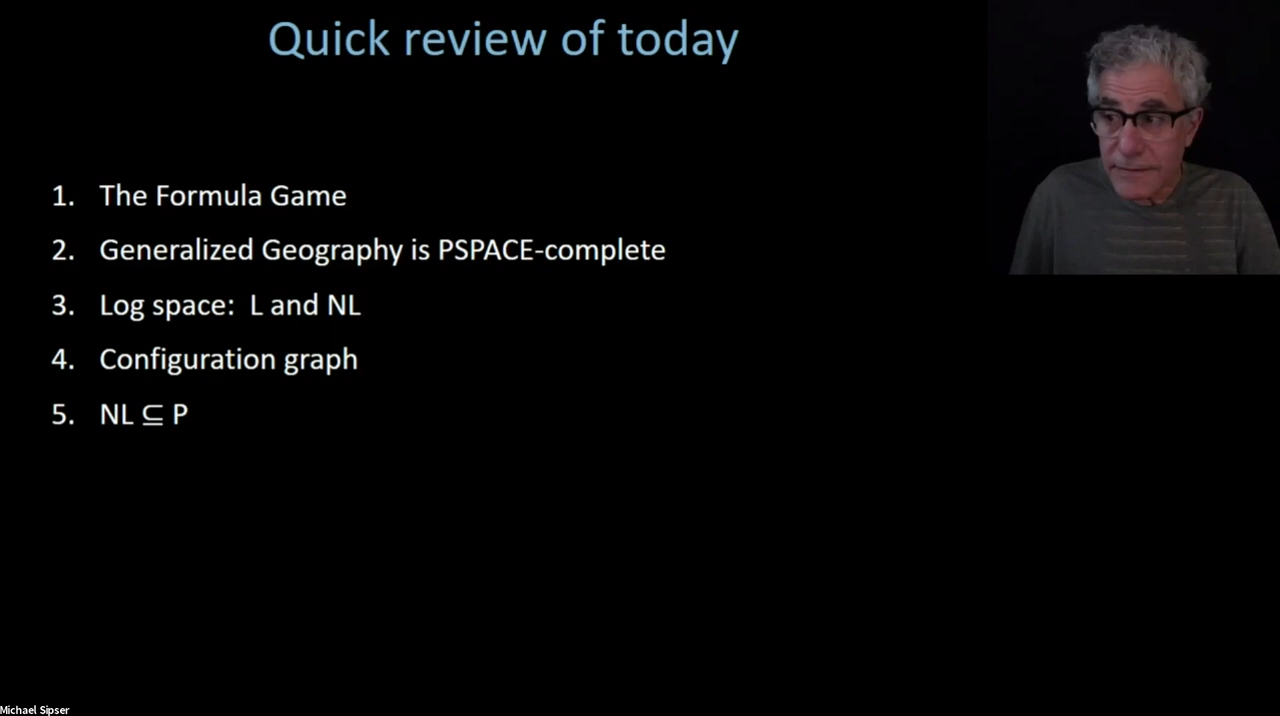 Quick review of today
1. The Formula Game
2. Generalized Geography is PSPACE-complete
3. Log space: L and NL
4. Configuration graph
5. NL ⊆ P
Michael Sipser